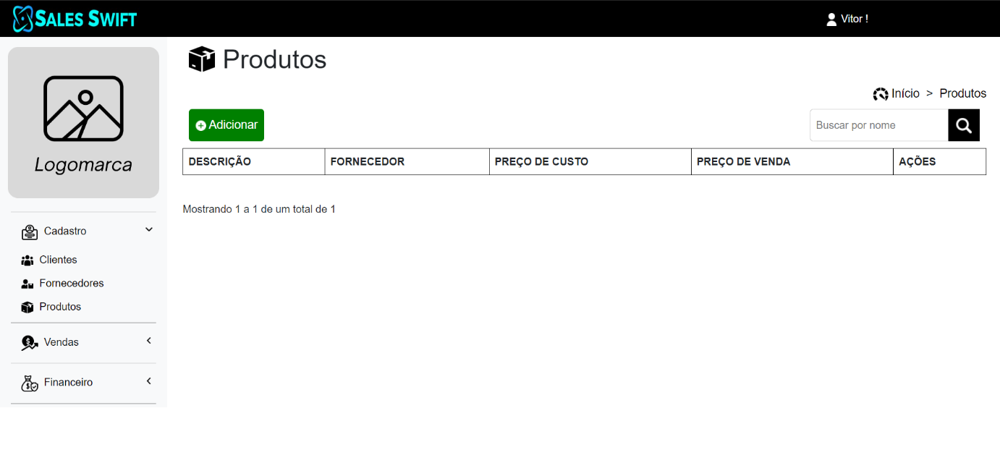 SALES SWIFT
Vitor !
Logomarca
Cadastro
Clientes
Fornecedores
Produtos
Vendas
Financeiro
Produtos
Início > Produtos
Adicionar
Buscar por nome
DESCRIÇÃO FORNECEDOR PREÇO DE CUSTO PREÇO DE VENDA AÇÕES
Mostrando 1 a 1 de um total de 1